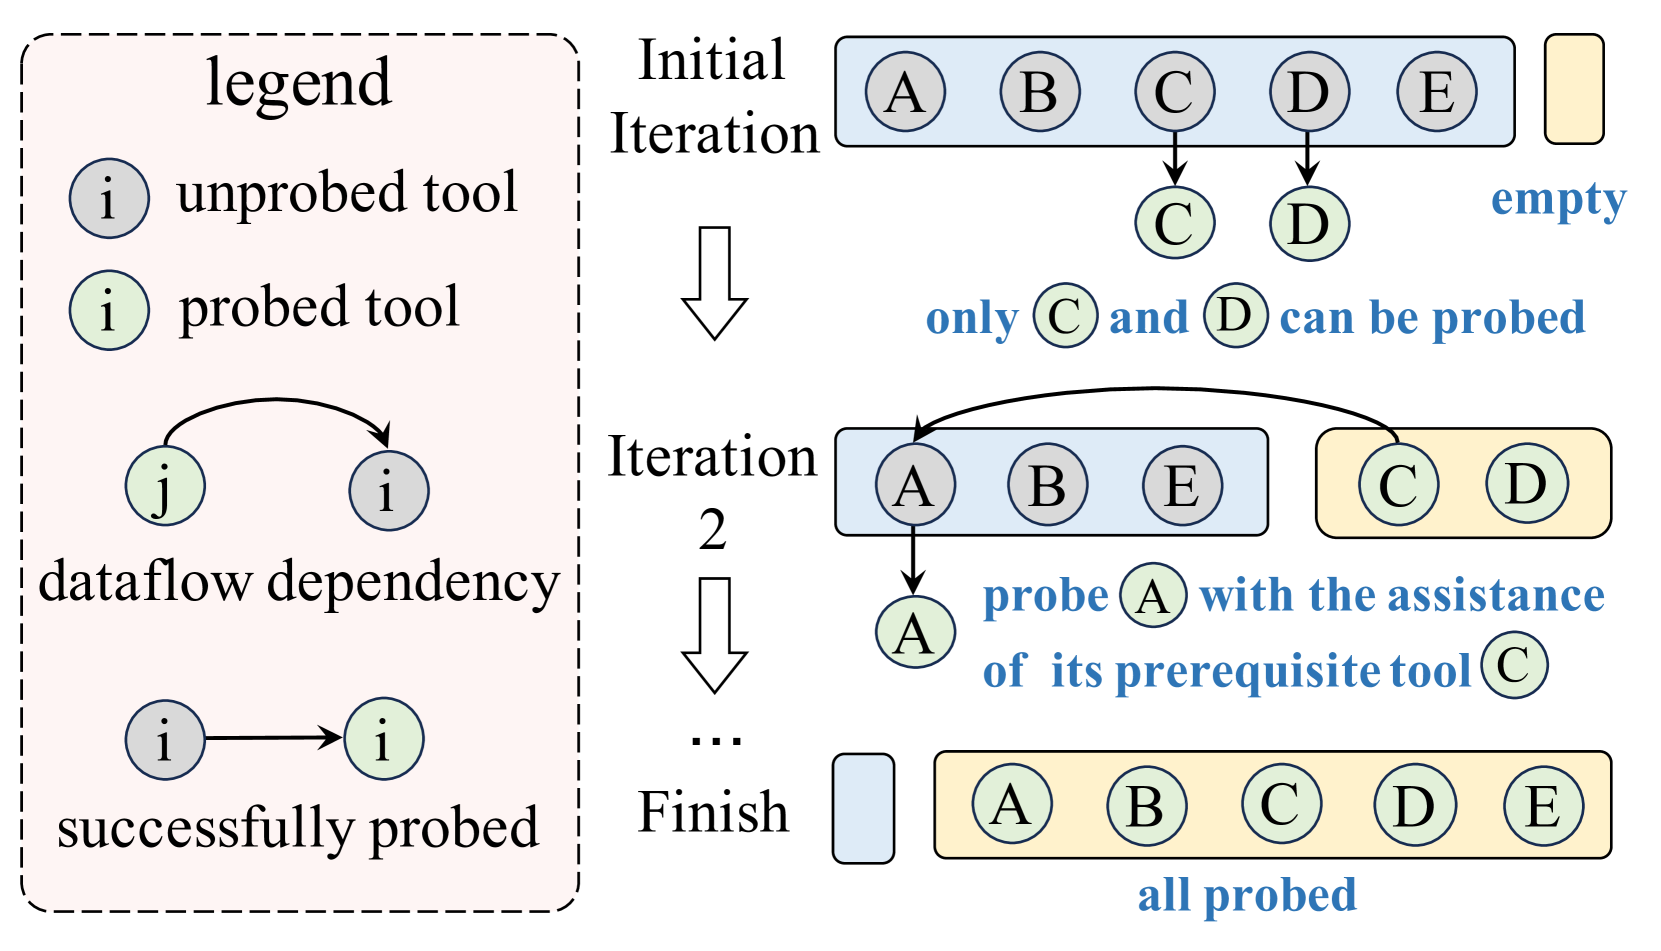 legend
i unprobed tool
i probed tool
j i
dataflow dependency
i i
successfully probed
Initial
Iteration
A B C D E
C D
empty
only C and D can be probed
Iteration
2
A B E C D
A
probe A with the assistance
of its prerequisite tool C
...
Finish
A B C D E
all probed